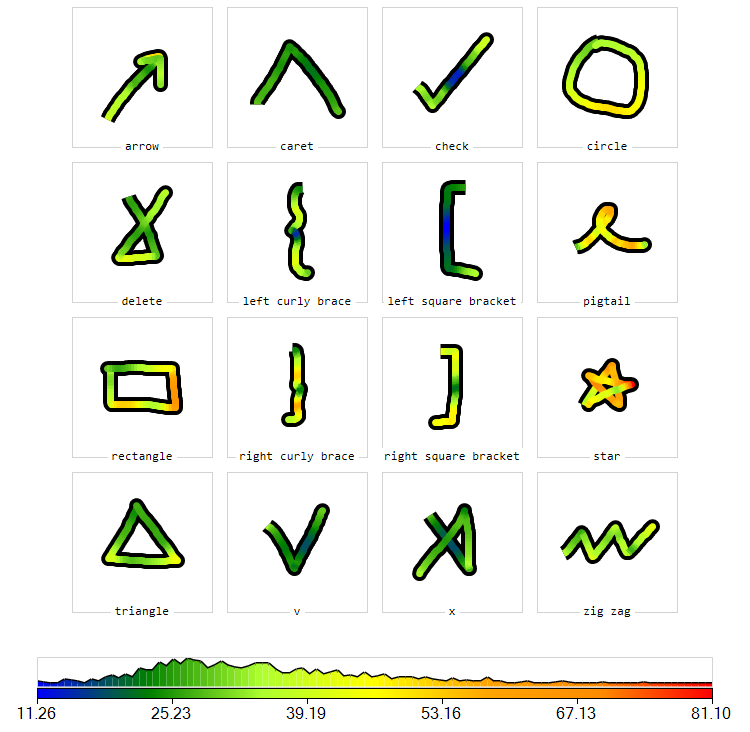 arrow caret check circle
delete left curly brace left square bracket pigtail
rectangle right curly brace right square bracket star
triangle v x zig zag
11.26 25.23 39.19 53.16 67.13 81.10